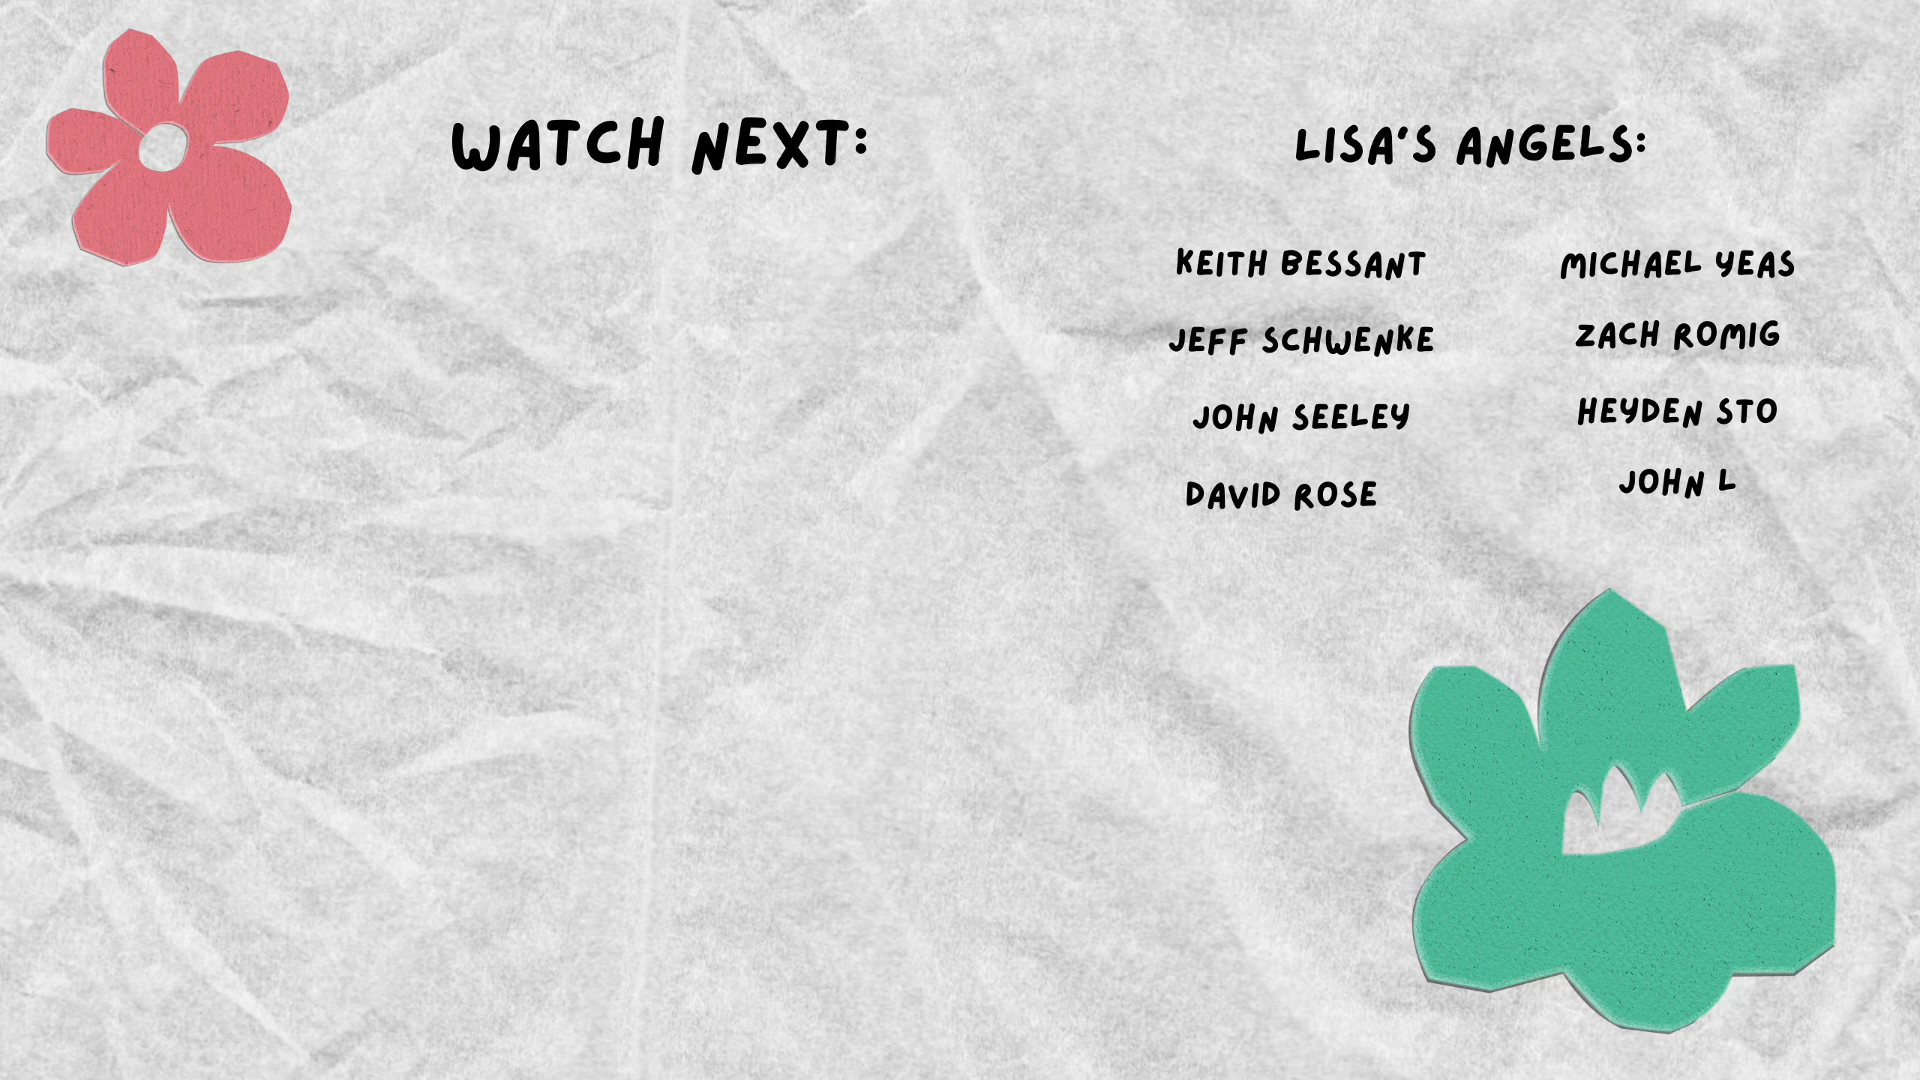 WATCH NEXT:
LISA'S ANGELS:
KEITH BESSANT
MICHAEL YEAS
JEFF SCHWENKE
ZACH ROMIG
JOHN SEELEY
HEYDEN STO
DAVID ROSE
JOHN L